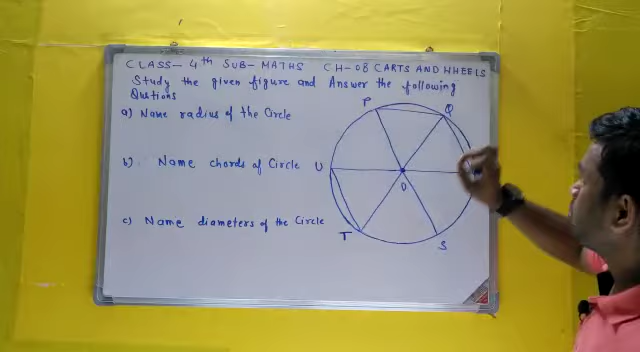 CLASS- 4th SUB- MATHS CH-08 CARTS AND WHEELS
Study the given figure and Answer the following
Qustions
a) Name radius of the Circle
b) Name chords of Circle
c) Name diameters of the Circle
P
Q
U
O
T
S